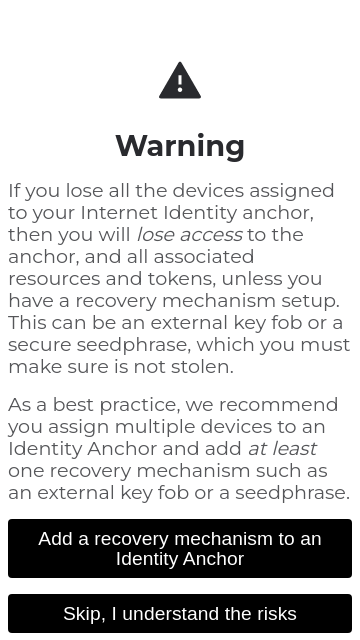 Warning
If you lose all the devices assigned
to your Internet Identity anchor,
then you will lose access to the
anchor, and all associated
resources and tokens, unless you
have a recovery mechanism setup.
This can be an external key fob or a
secure seedphrase, which you must
make sure is not stolen.
As a best practice, we recommend
you assign multiple devices to an
Identity Anchor and add at least
one recovery mechanism such as
an external key fob or a seedphrase.
Add a recovery mechanism to an
Identity Anchor
Skip, I understand the risks